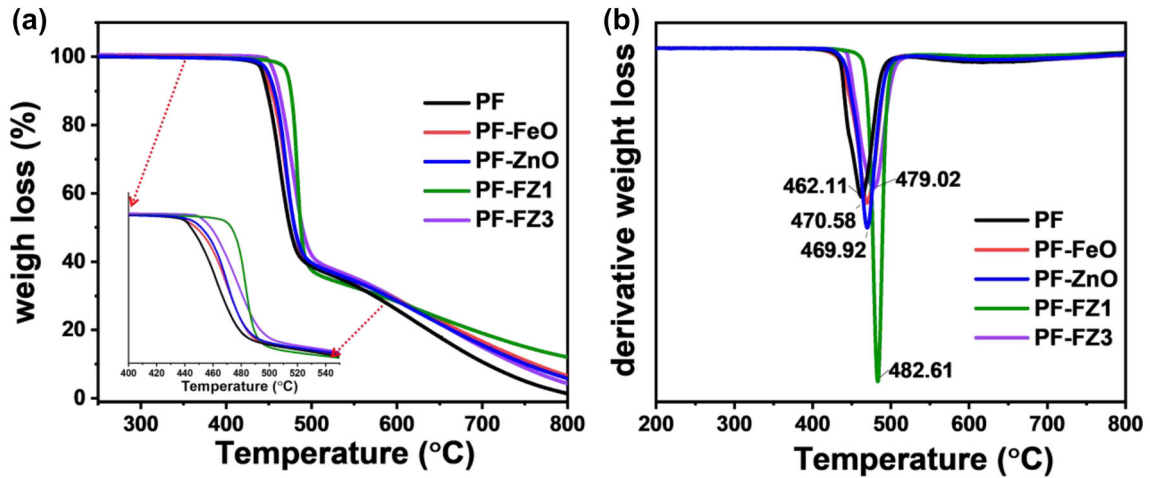 (a)
weigh loss (%)
100
80
60
40
20
0
PF
PF-FeO
PF-ZnO
PF-FZ1
PF-FZ3
400 420 440 460 480 500 520 540
Temperature (°C)
300 400 500 600 700 800
Temperature (°C)
(b)
derivative weight loss
462.11
479.02
470.58
469.92
482.61
PF
PF-FeO
PF-ZnO
PF-FZ1
PF-FZ3
200 300 400 500 600 700 800
Temperature (°C)